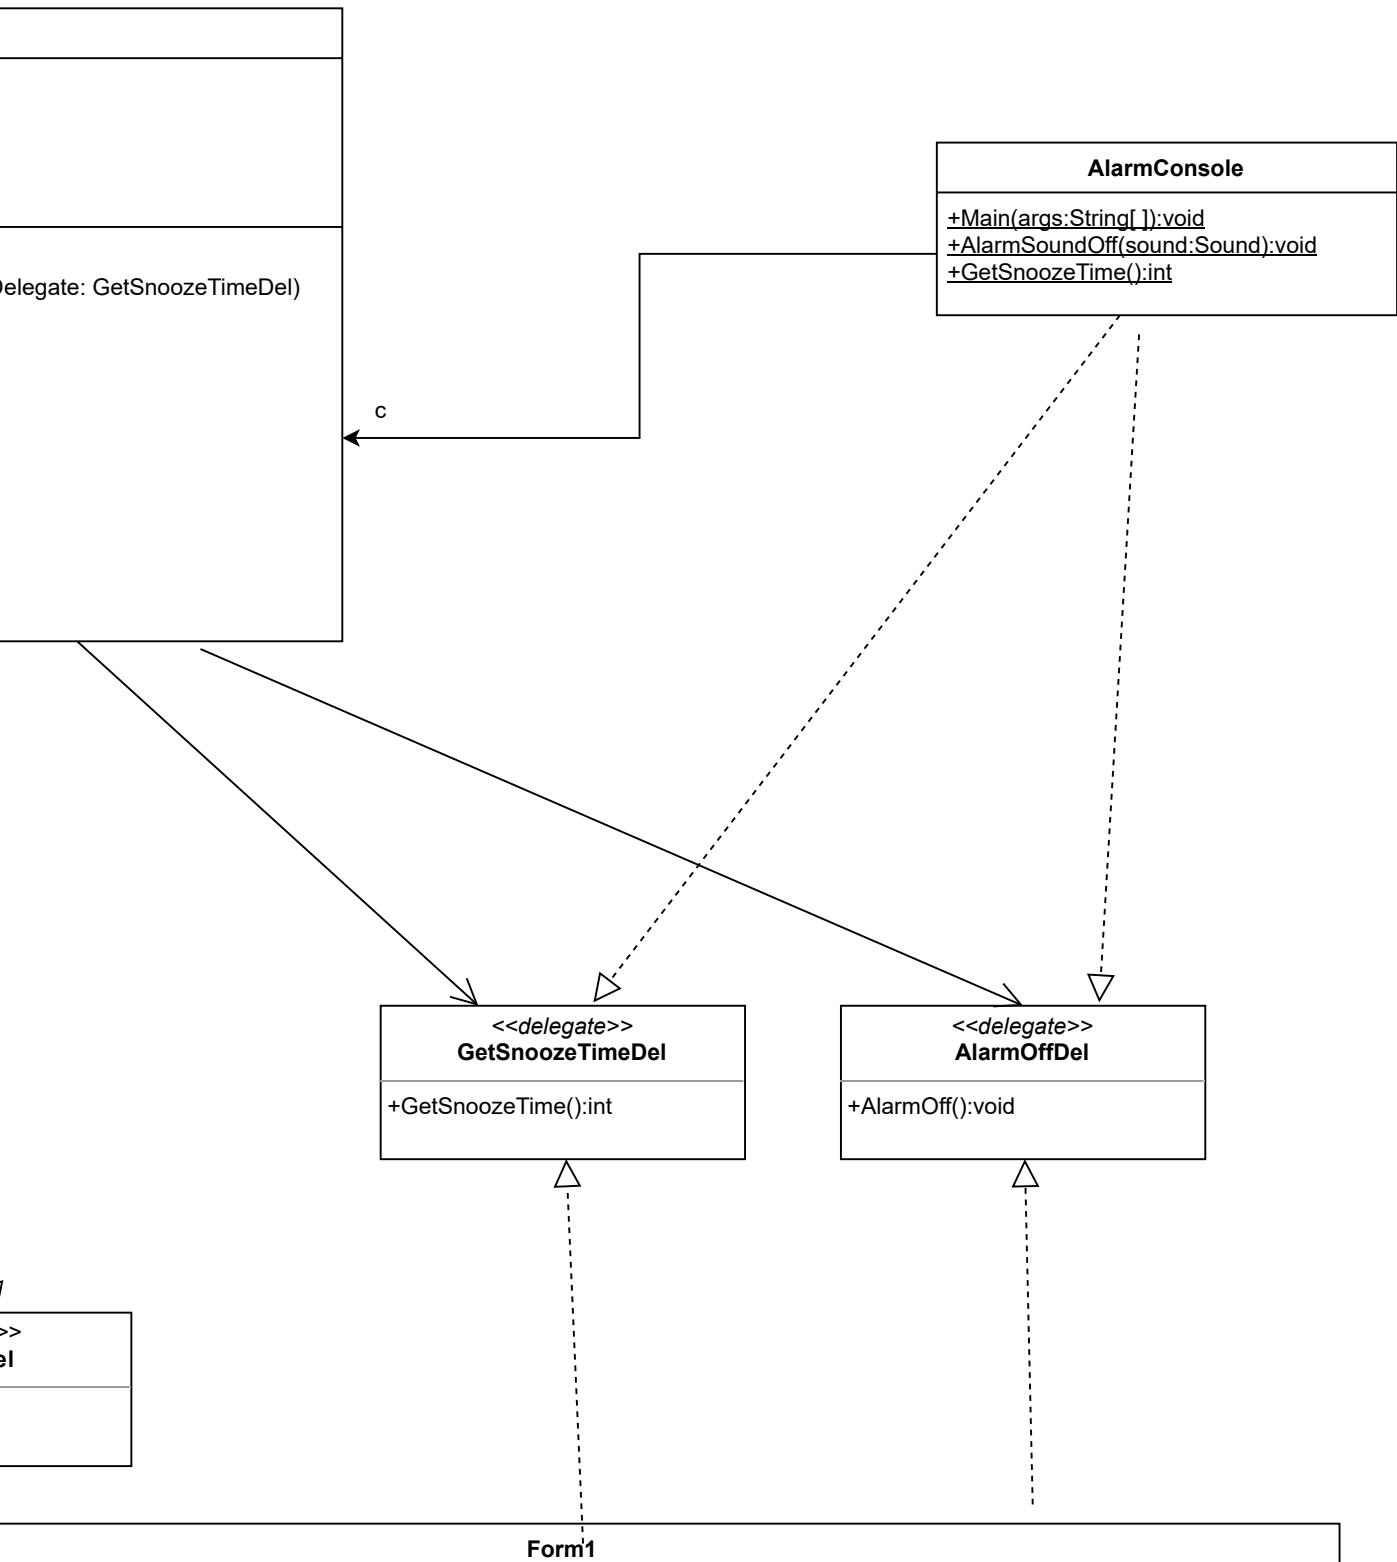 AlarmConsole
+Main(args:String[ ]):void
+AlarmSoundOff(sound:Sound):void
+GetSnoozeTime():int
elegate: GetSnoozeTimeDel)
c
<<delegate>>
GetSnoozeTimeDel
+GetSnoozeTime():int
<<delegate>>
AlarmOffDel
+AlarmOff():void
>>
el
Form1